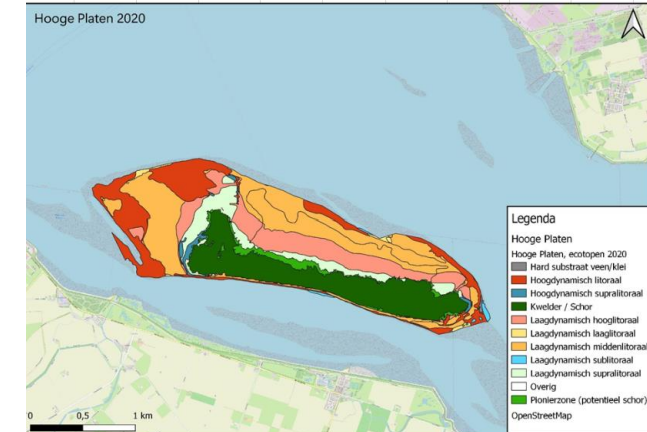 Hooge Platen 2020
Legenda
Hooge Platen
Hooge Platen, ecotopen 2020
Hard substraat veen/klei
Hoogdynamisch litoraal
Hoogdynamisch supralitoraal
Kwelder / Schor
Laagdynamisch hooglitoraal
Laagdynamisch laaglitoraal
Laagdynamisch middenlitoraal
Laagdynamisch sublitoraal
Laagdynamisch supralitoraal
Overig
Pionierzone (potentieel schor)
OpenStreetMap
0 0,5 1 km